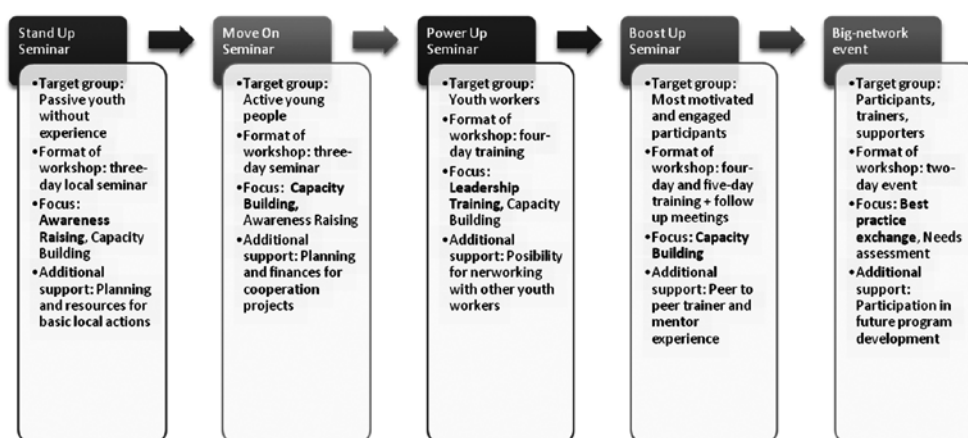 Stand Up
Seminar
•Target group:
Passive youth
without
experience
•Format of
workshop: three-
day local seminar
•Focus:
Awareness
Raising, Capacity
Building
•Additional
support: Planning
and resources for
basic local actions
Move On
Seminar
•Target group:
Active young
people
•Format of
workshop: three-
day seminar
•Focus: Capacity
Building,
Awareness Raising
•Additional
support: Planning
and finances for
cooperation
projects
Power Up
Seminar
•Target group:
Youth workers
•Format of
workshop: four-
day training
•Focus:
Leadership
Training, Capacity
Building
•Additional
support: Posibility
for nerworking
with other youth
workers
Boost Up
Seminar
•Target group:
Most motivated
and engaged
participants
•Format of
workshop: four-
day and five-day
training + follow
up meetings
•Focus: Capacity
Building
•Additional
support: Peer to
peer trainer and
mentor
experience
Big-network
event
•Target group:
Participants,
trainers,
supporters
•Format of
workshop: two-
day event
•Focus: Best
practice
exchange, Needs
assessment
•Additional
support:
Participation in
future program
development